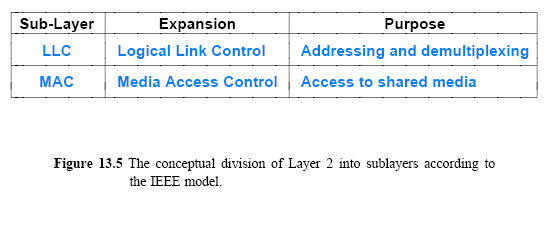 Sub-Layer Expansion Purpose
LLC Logical Link Control Addressing and demultiplexing
MAC Media Access Control Access to shared media
Figure 13.5 The conceptual division of Layer 2 into sublayers according to
the IEEE model.